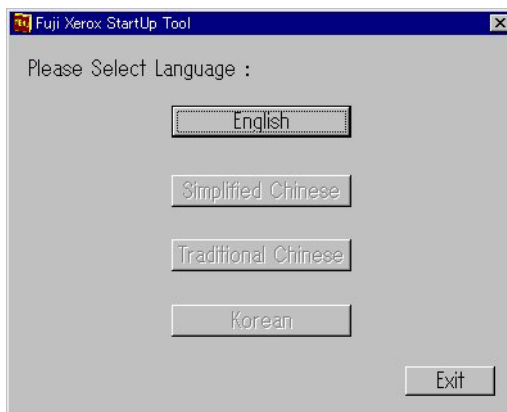 Fuji Xerox StartUp Tool
Please Select Language :
English
Simplified Chinese
Traditional Chinese
Korean
Exit